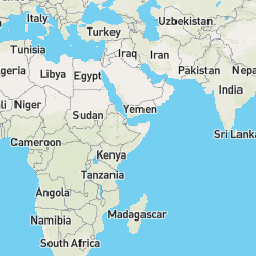 Italy
Uzbekistan
Turkey
Tunisia
Iraq
Iran
Pakistan
Nepa
geria
Libya
Egypt
India
ali
Niger
Sudan
Yemen
Sri Lanka
Cameroon
Kenya
Tanzania
Angola
Madagascar
Namibia
South Africa